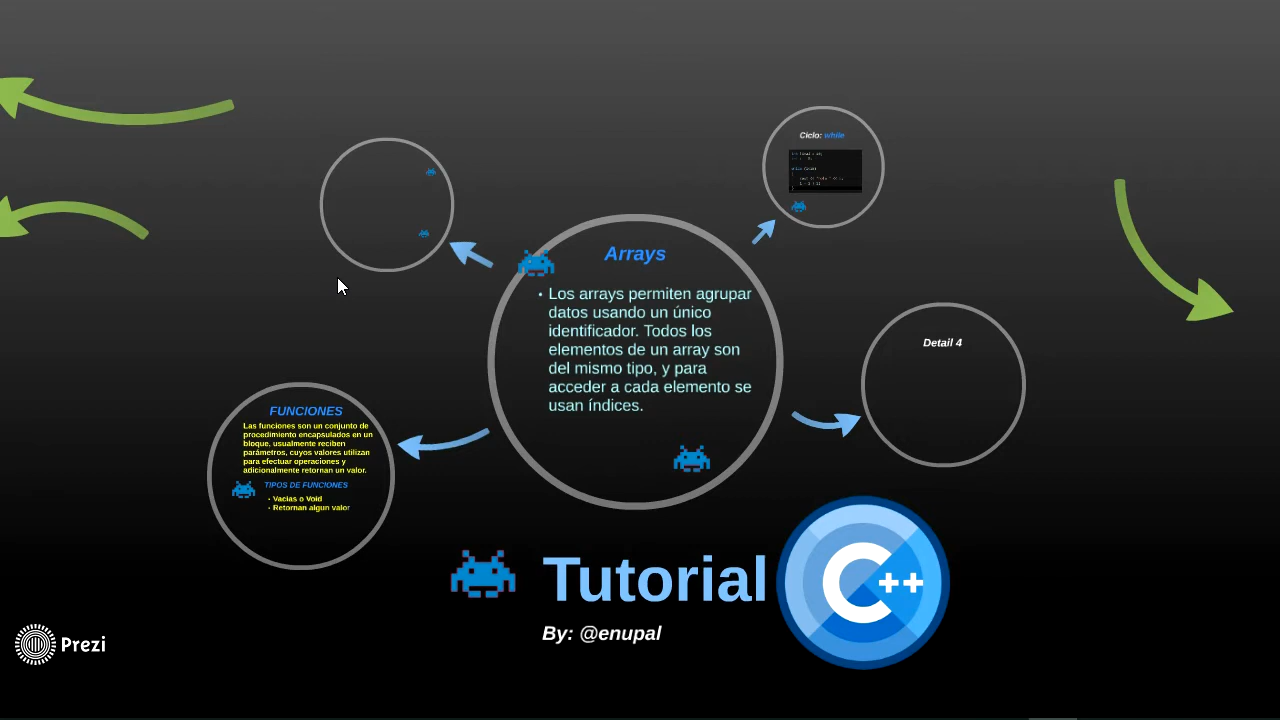 Ciclo: while
Arrays
• Los arrays permiten agrupar
datos usando un único
identificador. Todos los
elementos de un array son
del mismo tipo, y para
acceder a cada elemento se
usan índices.
Detail 4
FUNCIONES
Las funciones son un conjunto de
procedimiento encapsulados en un
bloque, usualmente reciben
parámetros, cuyos valores utilizan
para efectuar operaciones y
adicionalmente retornan un valor.
TIPOS DE FUNCIONES
• Vacias o Void
• Retornan algun valor
Tutorial
C++
By: @enupal
Prezi